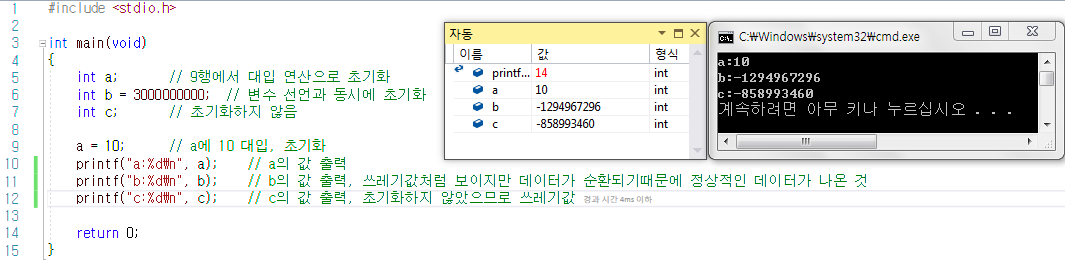 1 #include <stdio.h>
2
3 int main(void)
4 {
5 int a; // 9행에서 대입 연산으로 초기화
6 int b = 3000000000; // 변수 선언과 동시에 초기화
7 int c; // 초기화하지 않음
8
9 a = 10; // a에 10 대입, 초기화
10 printf("a:%d₩n", a); // a의 값 출력
11 printf("b:%d₩n", b); // b의 값 출력, 쓰레기값처럼 보이지만 데이터가 순환되기때문에 정상적인 데이터가 나온 것
12 printf("c:%d₩n", c); // c의 값 출력, 초기화하지 않았으므로 쓰레기값 경과 시간 4ms 이하
13
14 return 0;
15 }
자동
이름 값 형식
printf... 14 int
a 10 int
b -1294967296 int
c -858993460 int
C:\. C:₩Windows₩system32₩cmd.exe
a:10
b:-1294967296
c:-858993460
계속하려면 아무 키나 누르십시오 . . .